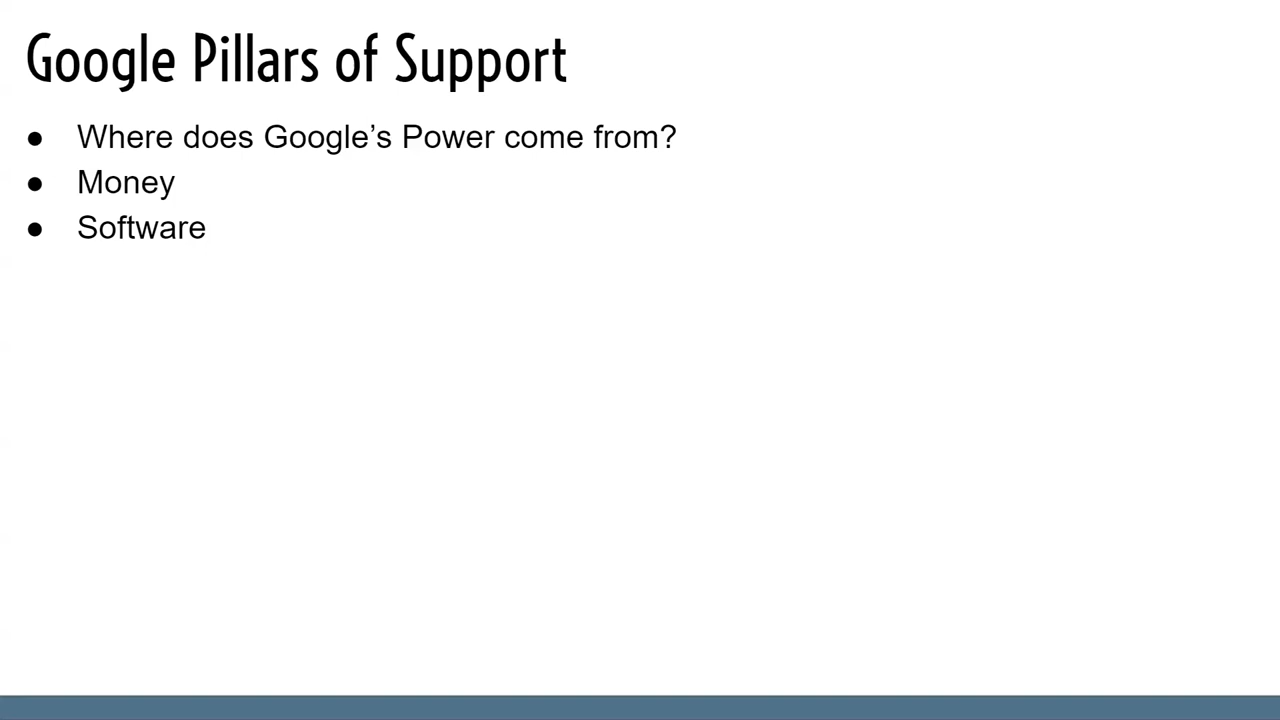 Google Pillars of Support
● Where does Google’s Power come from?
● Money
● Software